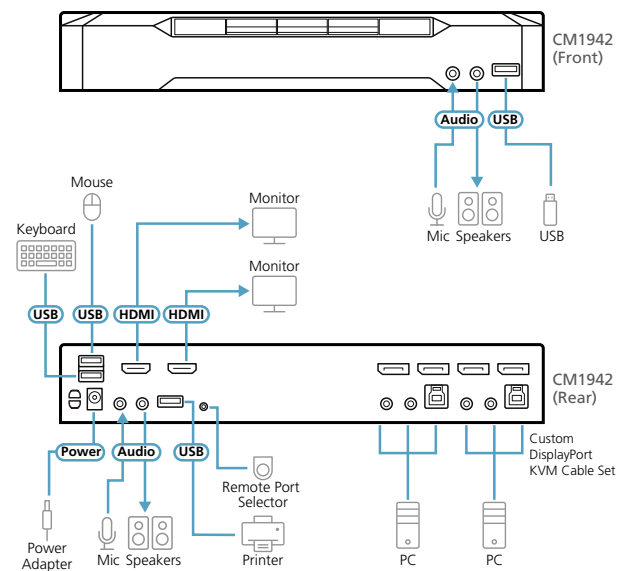 CM1942
(Front)
Audio
USB
Mic
Speakers
USB
Mouse
Keyboard
Monitor
Monitor
USB
USB
HDMI
HDMI
CM1942
(Rear)
Power
Audio
USB
Custom
DisplayPort
KVM Cable Set
Remote Port
Selector
Power
Adapter
Mic
Speakers
Printer
PC
PC